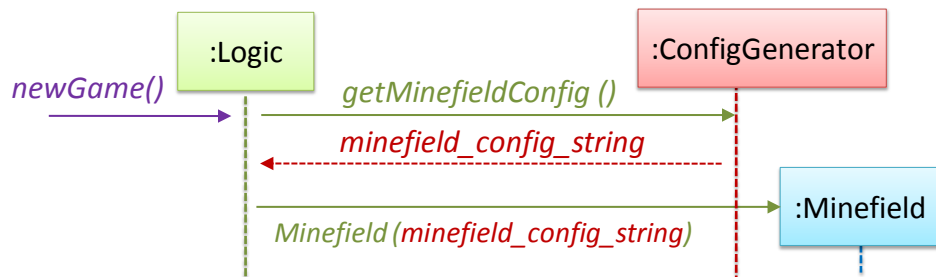 :Logic
:ConfigGenerator
newGame()
getMinefieldConfig ()
minefield_config_string
:Minefield
Minefield (minefield_config_string)